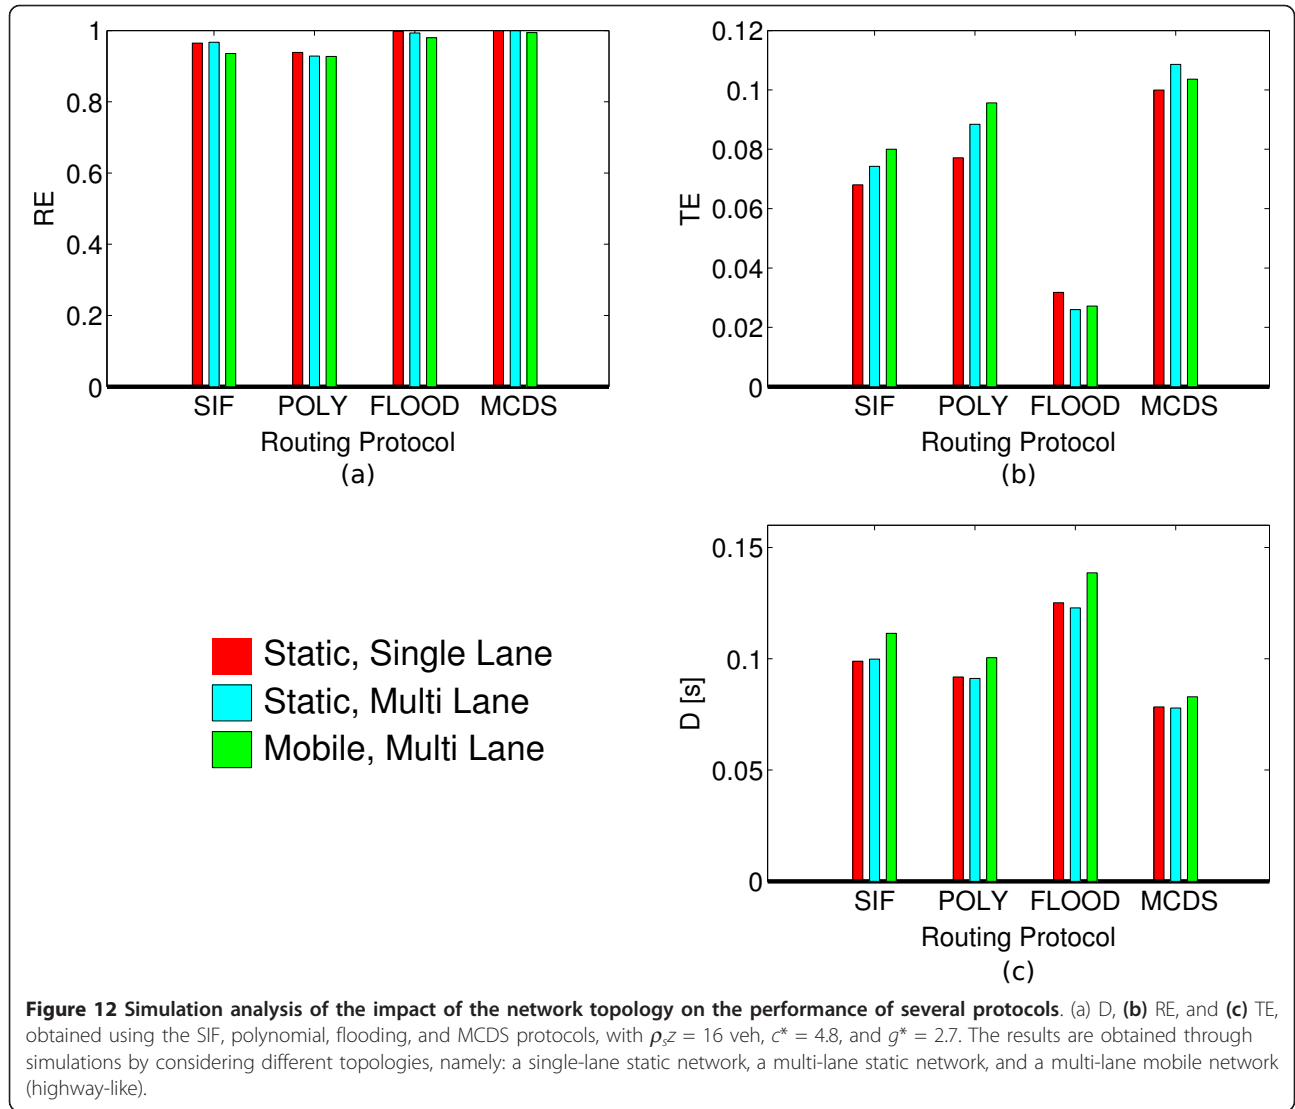 1
0.8
0.6
0.4
0.2
0
RE
SIF POLY FLOOD MCDS
Routing Protocol
(a)
0.12
0.1
0.08
0.06
0.04
0.02
0
TE
SIF POLY FLOOD MCDS
Routing Protocol
(b)
Static, Single Lane
Static, Multi Lane
Mobile, Multi Lane
0.15
0.1
0.05
0
D [s]
SIF POLY FLOOD MCDS
Routing Protocol
(c)
Figure 12 Simulation analysis of the impact of the network topology on the performance of several protocols. (a) D, (b) RE, and (c) TE,
obtained using the SIF, polynomial, flooding, and MCDS protocols, with ρsz = 16 veh, c* = 4.8, and g* = 2.7. The results are obtained through
simulations by considering different topologies, namely: a single-lane static network, a multi-lane static network, and a multi-lane mobile network
(highway-like).